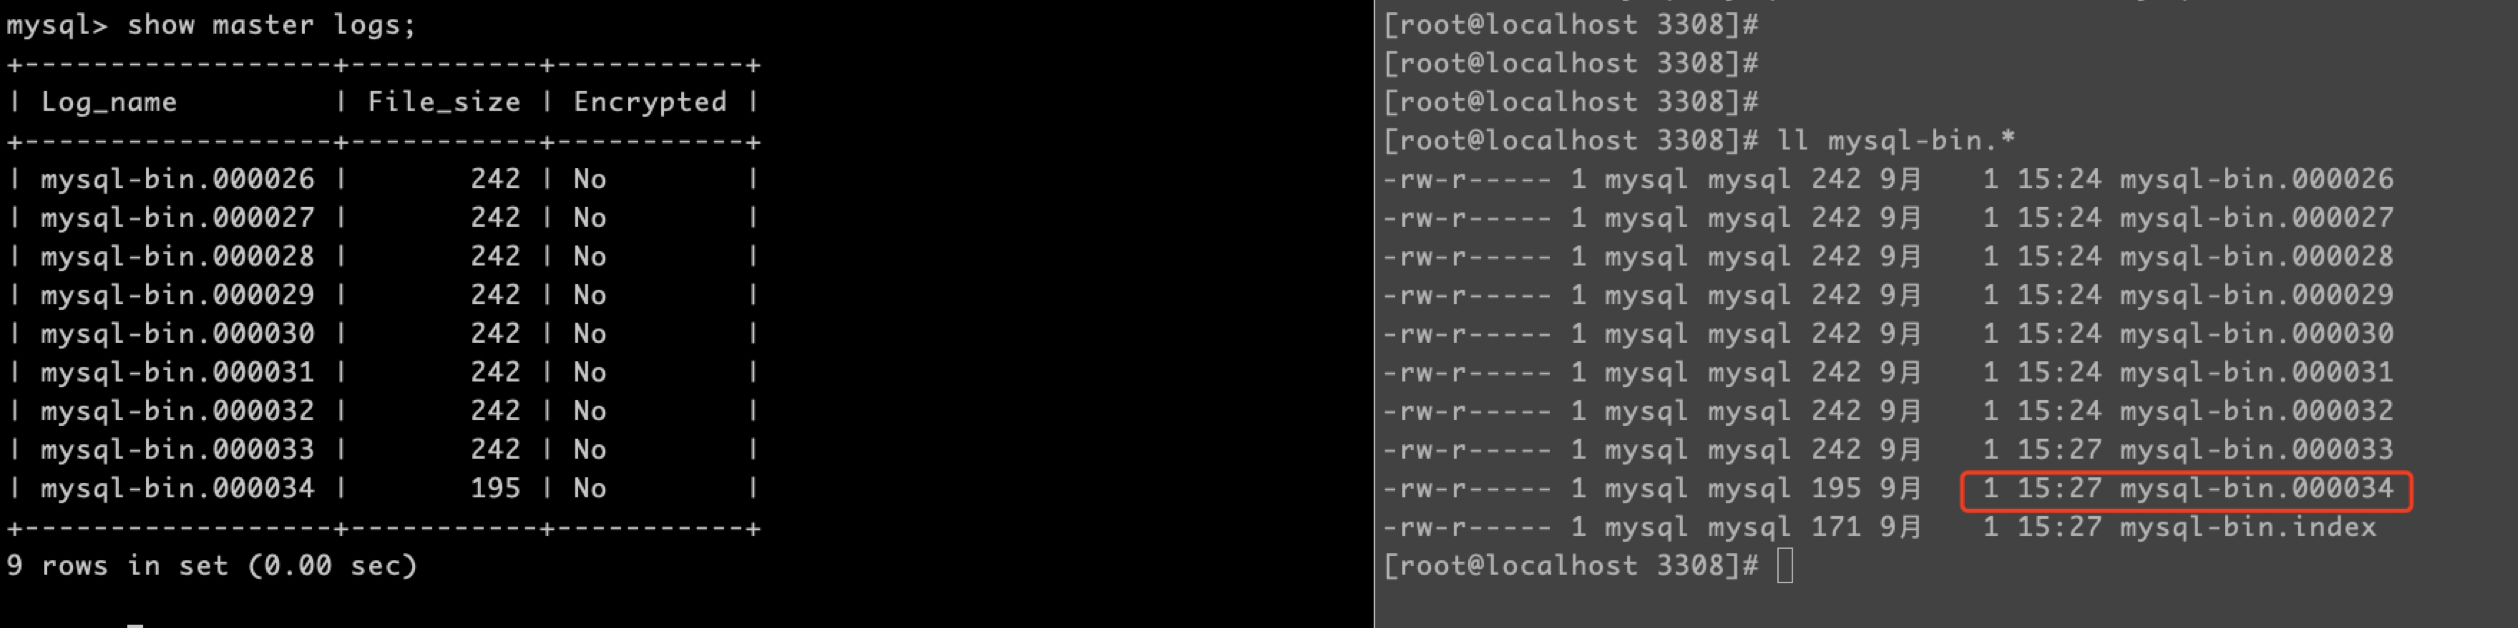 mysql> show master logs;
+------------------+-----------+-----------+
| Log_name         | File_size | Encrypted |
+------------------+-----------+-----------+
| mysql-bin.000026 |       242 | No        |
| mysql-bin.000027 |       242 | No        |
| mysql-bin.000028 |       242 | No        |
| mysql-bin.000029 |       242 | No        |
| mysql-bin.000030 |       242 | No        |
| mysql-bin.000031 |       242 | No        |
| mysql-bin.000032 |       242 | No        |
| mysql-bin.000033 |       242 | No        |
| mysql-bin.000034 |       195 | No        |
+------------------+-----------+-----------+
9 rows in set (0.00 sec)
[root@localhost 3308]#
[root@localhost 3308]#
[root@localhost 3308]#
[root@localhost 3308]# ll mysql-bin.*
-rw-r----- 1 mysql mysql 242 9月   1 15:24 mysql-bin.000026
-rw-r----- 1 mysql mysql 242 9月   1 15:24 mysql-bin.000027
-rw-r----- 1 mysql mysql 242 9月   1 15:24 mysql-bin.000028
-rw-r----- 1 mysql mysql 242 9月   1 15:24 mysql-bin.000029
-rw-r----- 1 mysql mysql 242 9月   1 15:24 mysql-bin.000030
-rw-r----- 1 mysql mysql 242 9月   1 15:24 mysql-bin.000031
-rw-r----- 1 mysql mysql 242 9月   1 15:24 mysql-bin.000032
-rw-r----- 1 mysql mysql 242 9月   1 15:27 mysql-bin.000033
-rw-r----- 1 mysql mysql 195 9月   1 15:27 mysql-bin.000034
-rw-r----- 1 mysql mysql 171 9月   1 15:27 mysql-bin.index
[root@localhost 3308]#